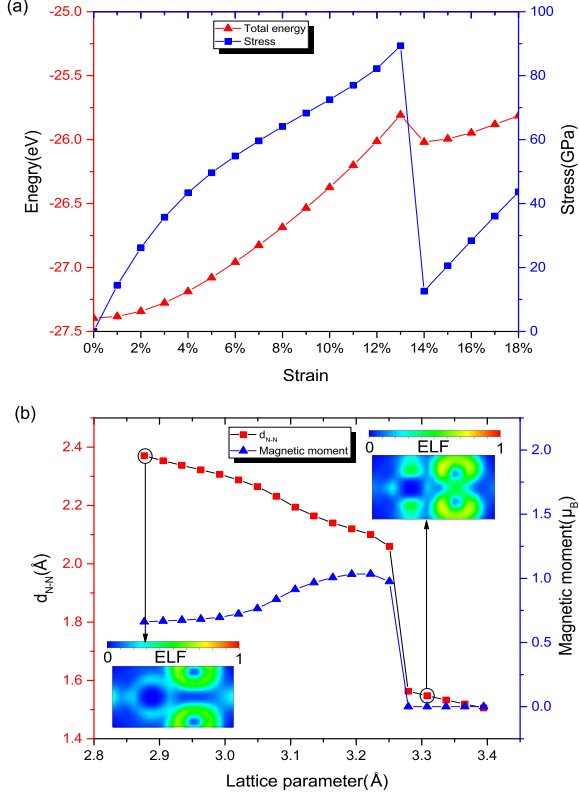 (a)
-25.0
-25.5
-26.0
-26.5
-27.0
-27.5
Enegry(eV)
Total energy
Stress
100
80
60
40
20
0
Stress(GPa)
0% 2% 4% 6% 8% 10% 12% 14% 16% 18%
Strain
(b)
2.4
2.2
2.0
1.8
1.6
1.4
d_{N-N}(Å)
d_{N-N}
Magnetic moment
0 ELF 1
0 ELF 1
2.0
1.5
1.0
0.5
0.0
Magnetic moment(μ_B)
2.8 2.9 3.0 3.1 3.2 3.3 3.4
Lattice parameter(Å)